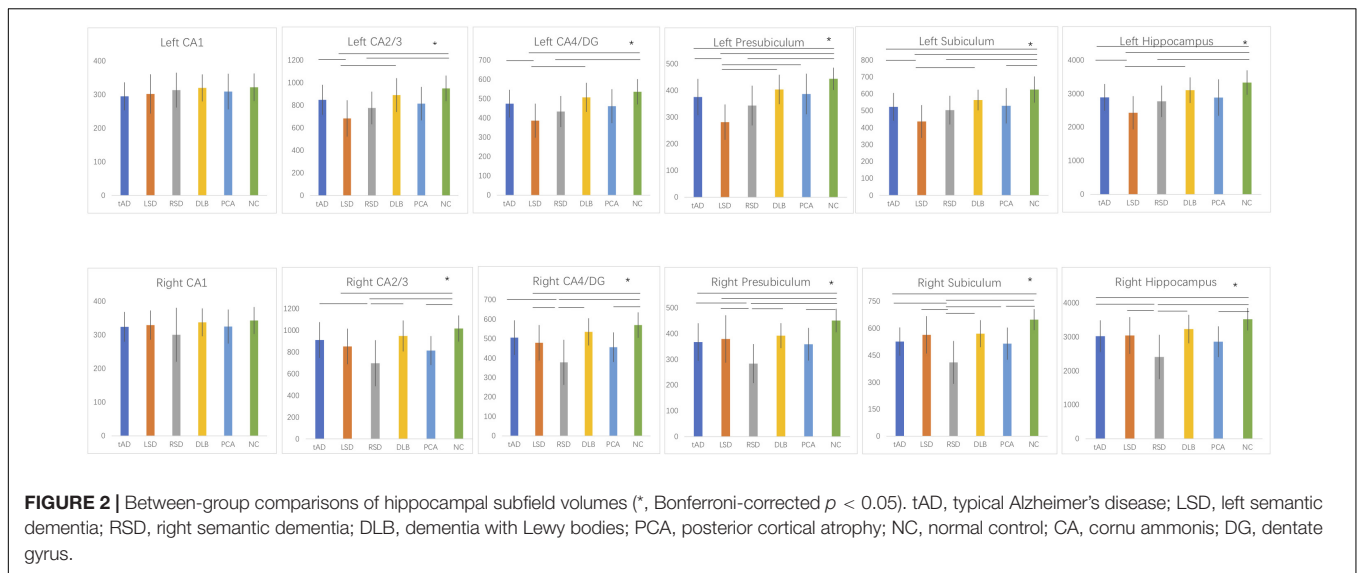 Left CA1
400
300
200
100
0
tAD LSD RSD DLB PCA NC
Left CA2/3 *
1200
1000
800
600
400
200
0
tAD LSD RSD DLB PCA NC
Left CA4/DG *
700
600
500
400
300
200
100
0
tAD LSD RSD DLB PCA NC
Left Presubiculum *
500
400
300
200
100
0
tAD LSD RSD DLB PCA NC
Left Subiculum *
800
700
600
500
400
300
200
100
0
tAD LSD RSD DLB PCA NC
Left Hippocampus *
4000
3000
2000
1000
0
tAD LSD RSD DLB PCA NC
Right CA1
400
300
200
100
0
tAD LSD RSD DLB PCA NC
Right CA2/3 *
1200
1000
800
600
400
200
0
tAD LSD RSD DLB PCA NC
Right CA4/DG *
700
600
500
400
300
200
100
0
tAD LSD RSD DLB PCA NC
Right Presubiculum *
500
400
300
200
100
0
tAD LSD RSD DLB PCA NC
Right Subiculum *
750
600
450
300
150
0
tAD LSD RSD DLB PCA NC
Right Hippocampus *
4000
3000
2000
1000
0
tAD LSD RSD DLB PCA NC
FIGURE 2 | Between-group comparisons of hippocampal subfield volumes (*, Bonferroni-corrected p < 0.05). tAD, typical Alzheimer's disease; LSD, left semantic
dementia; RSD, right semantic dementia; DLB, dementia with Lewy bodies; PCA, posterior cortical atrophy; NC, normal control; CA, cornu ammonis; DG, dentate
gyrus.